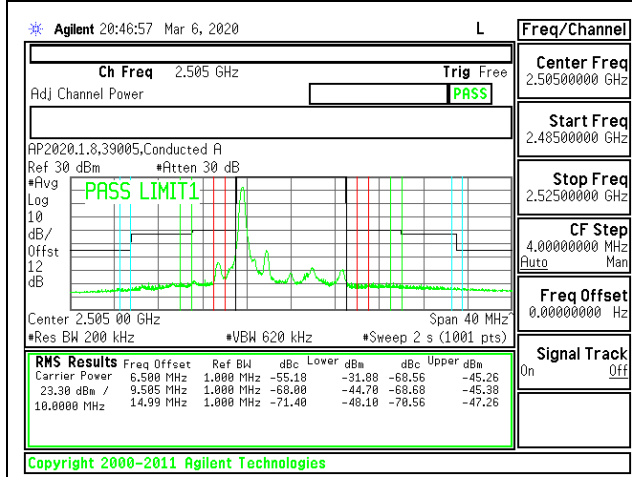 Agilent 20:46:57 Mar 6, 2020 L
Freq/Channel
Ch Freq 2.505 GHz Trig Free
Adj Channel Power PASS
Center Freq
2.50500000 GHz
Start Freq
2.48500000 GHz
Stop Freq
2.52500000 GHz
CF Step
4.00000000 MHz
Auto Man
Freq Offset
0.00000000 Hz
Signal Track
On Off
AP2020.1.8,39005,Conducted A
Ref 30 dBm #Atten 30 dB
#Avg
Log
10
dB/
Offst
12
dB
PASS LIMIT1
Center 2.505 00 GHz Span 40 MHz^
#Res BW 200 kHz #VBW 620 kHz #Sweep 2 s (1001 pts)
RMS Results Freq Offset Ref BW dBc Lower dBm dBc Upper dBm
Carrier Power 6.500 MHz 1.000 MHz -55.18 -31.88 -68.56 -45.26
23.30 dBm / 9.505 MHz 1.000 MHz -68.00 -44.70 -68.68 -45.38
10.0000 MHz 14.99 MHz 1.000 MHz -71.40 -48.10 -70.56 -47.26
Copyright 2000-2011 Agilent Technologies